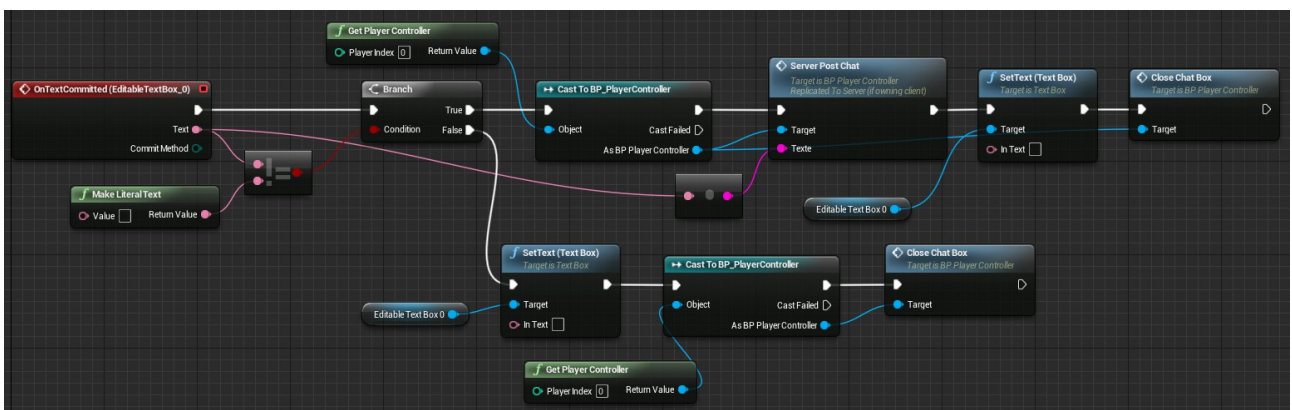 Get Player Controller
Player Index 0 Return Value
OnTextCommitted (EditableTextBox_0)
Text
Commit Method
Branch
True
Condition False
Cast To BP_PlayerController
Object Cast Failed
As BP Player Controller
Server Post Chat
Target is BP Player Controller
Replicated To Server (if owning client)
Target
Texte
SetText (Text Box)
Target is Text Box
Target
In Text
Close Chat Box
Target is BP Player Controller
Target
!=
Make Literal Text
Value Return Value
Editable Text Box 0
SetText (Text Box)
Target is Text Box
Target
In Text
Editable Text Box 0
Cast To BP_PlayerController
Object Cast Failed
As BP Player Controller
Close Chat Box
Target is BP Player Controller
Target
Get Player Controller
Player Index 0 Return Value